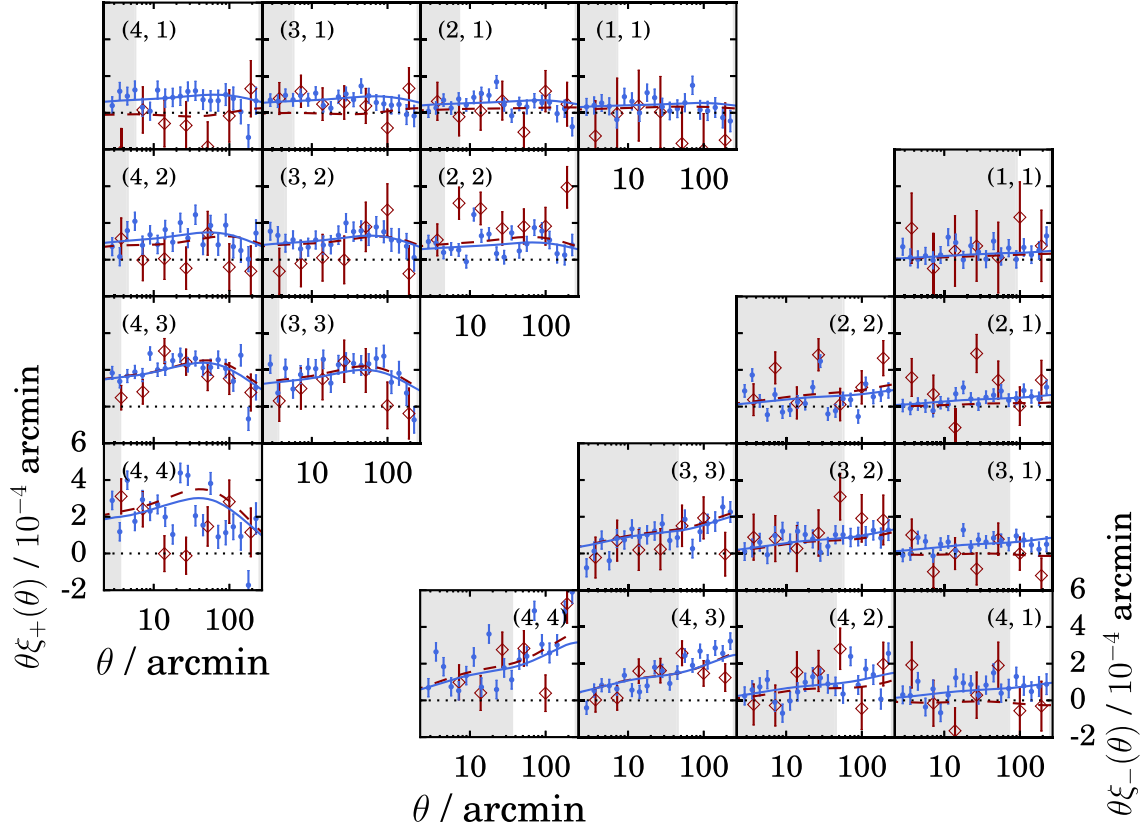 (4, 1) (3, 1) (2, 1) (1, 1)
10 100
(4, 2) (3, 2) (2, 2) (1, 1)
10 100
(4, 3) (3, 3) (2, 2) (2, 1)
10 100
6
4
2
0
-2
(4, 4) (3, 3) (3, 2) (3, 1)
θξ₊(θ) / 10⁻⁴ arcmin
10 100
θ / arcmin
(4, 4) (4, 3) (4, 2) (4, 1)
6
4
2
0
-2
θξ₋(θ) / 10⁻⁴ arcmin
10 100 10 100 10 100 10 100
θ / arcmin